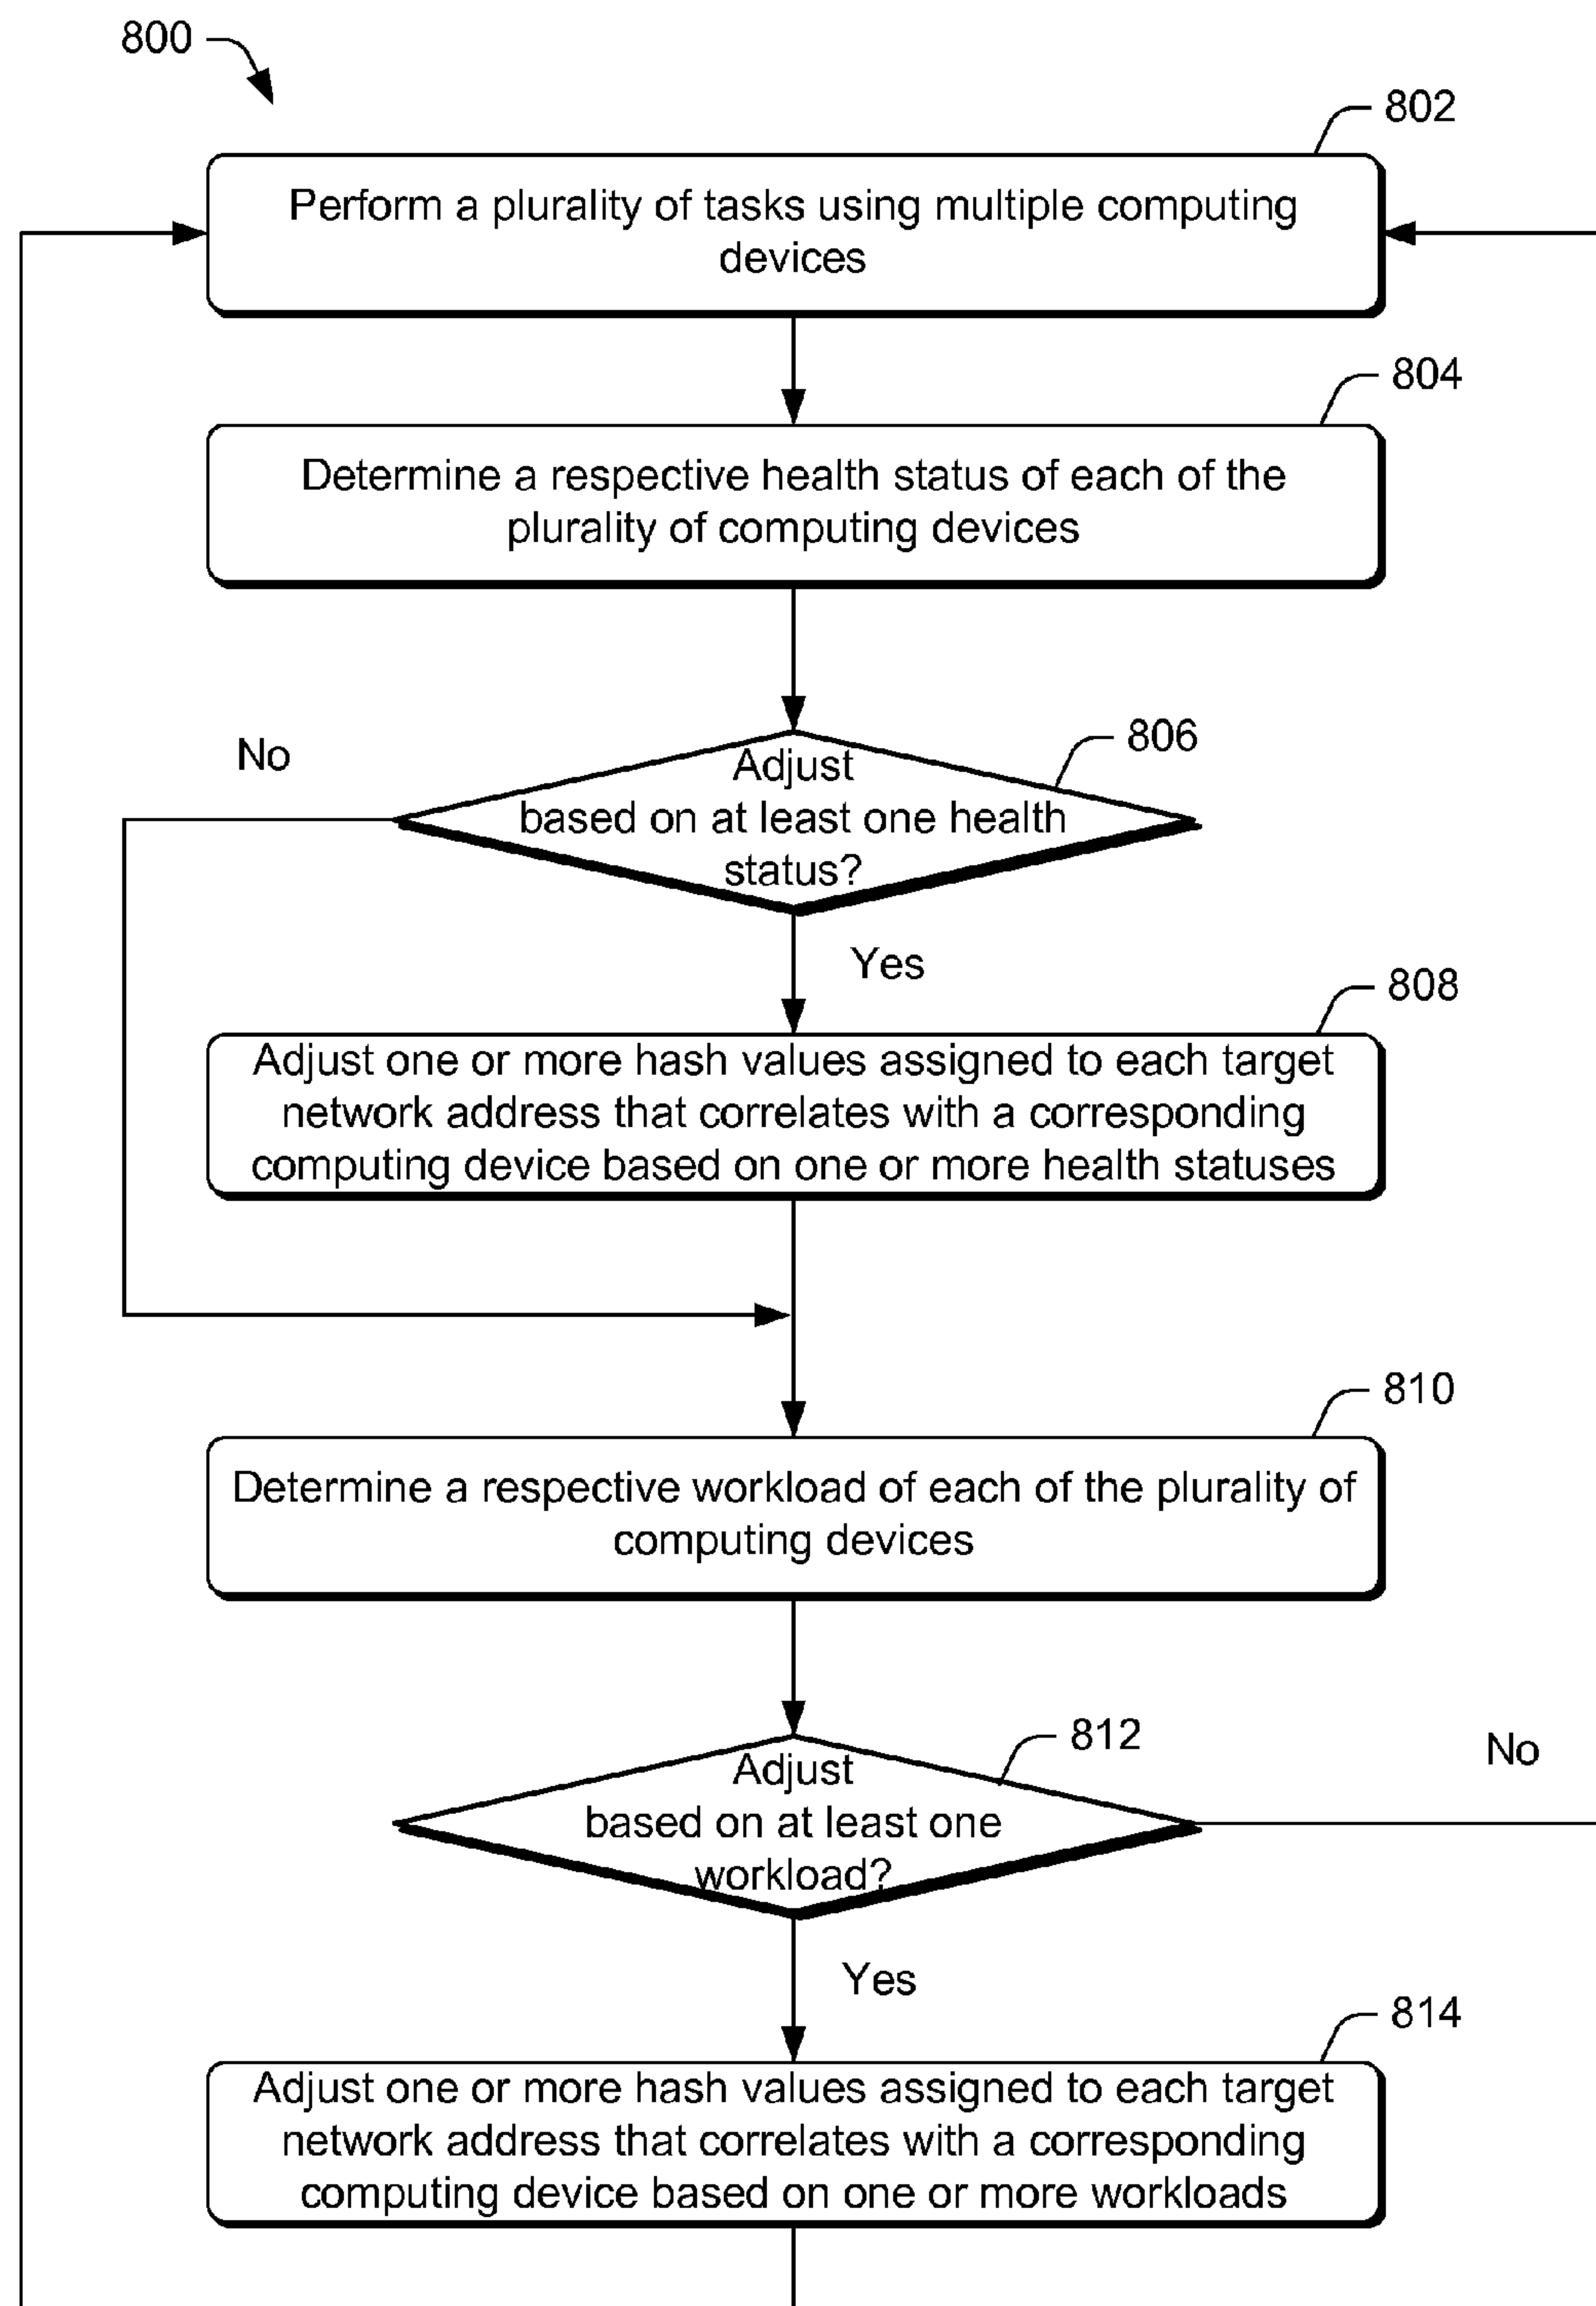 800
802
Perform a plurality of tasks using multiple computing
devices
804
Determine a respective health status of each of the
plurality of computing devices
806
No
Adjust
based on at least one health
status?
Yes
808
Adjust one or more hash values assigned to each target
network address that correlates with a corresponding
computing device based on one or more health statuses
810
Determine a respective workload of each of the plurality of
computing devices
812
No
Adjust
based on at least one
workload?
Yes
814
Adjust one or more hash values assigned to each target
network address that correlates with a corresponding
computing device based on one or more workloads